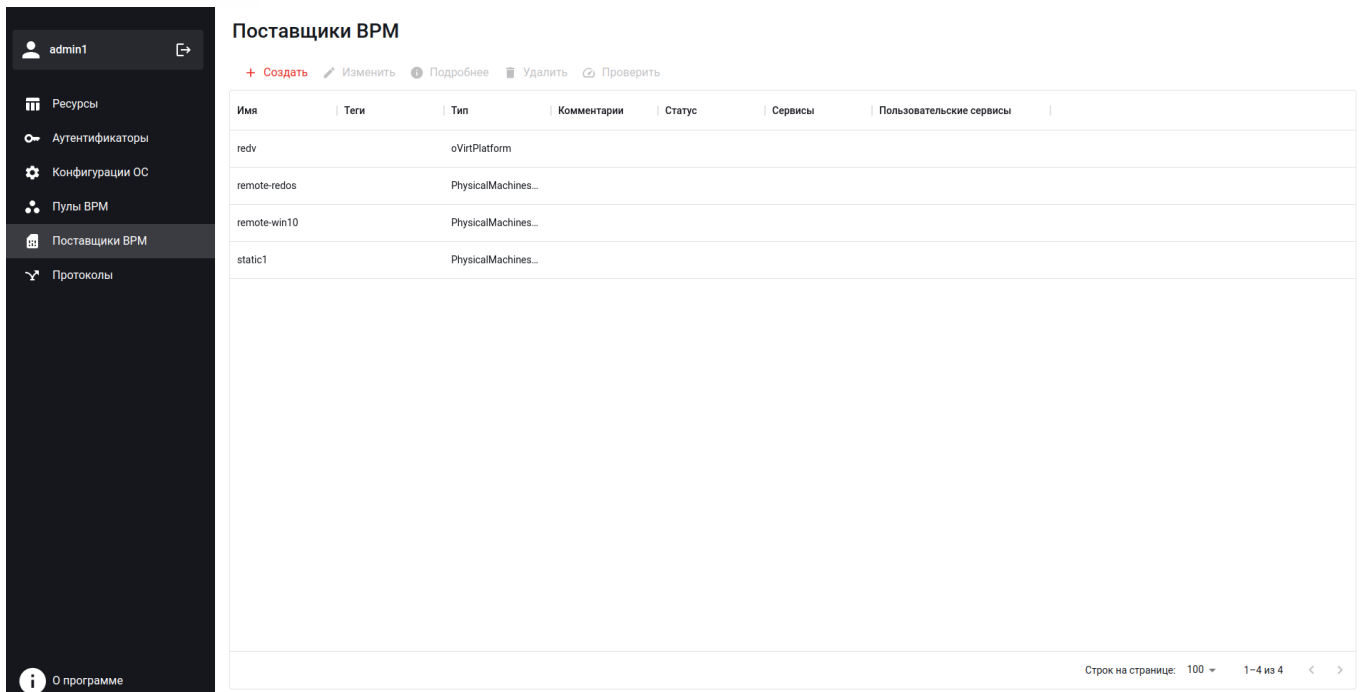 Поставщики ВРМ
admin1
+ Создать Изменить Подробнее Удалить Проверить
Ресурсы
Аутентификаторы
Конфигурации ОС
Пулы ВРМ
Поставщики ВРМ
Протоколы
О программе
Имя Теги Тип Комментарии Статус Сервисы Пользовательские сервисы
redv oVirtPlatform
remote-redos PhysicalMachines...
remote-win10 PhysicalMachines...
static1 PhysicalMachines...
Строк на странице: 100 1–4 из 4